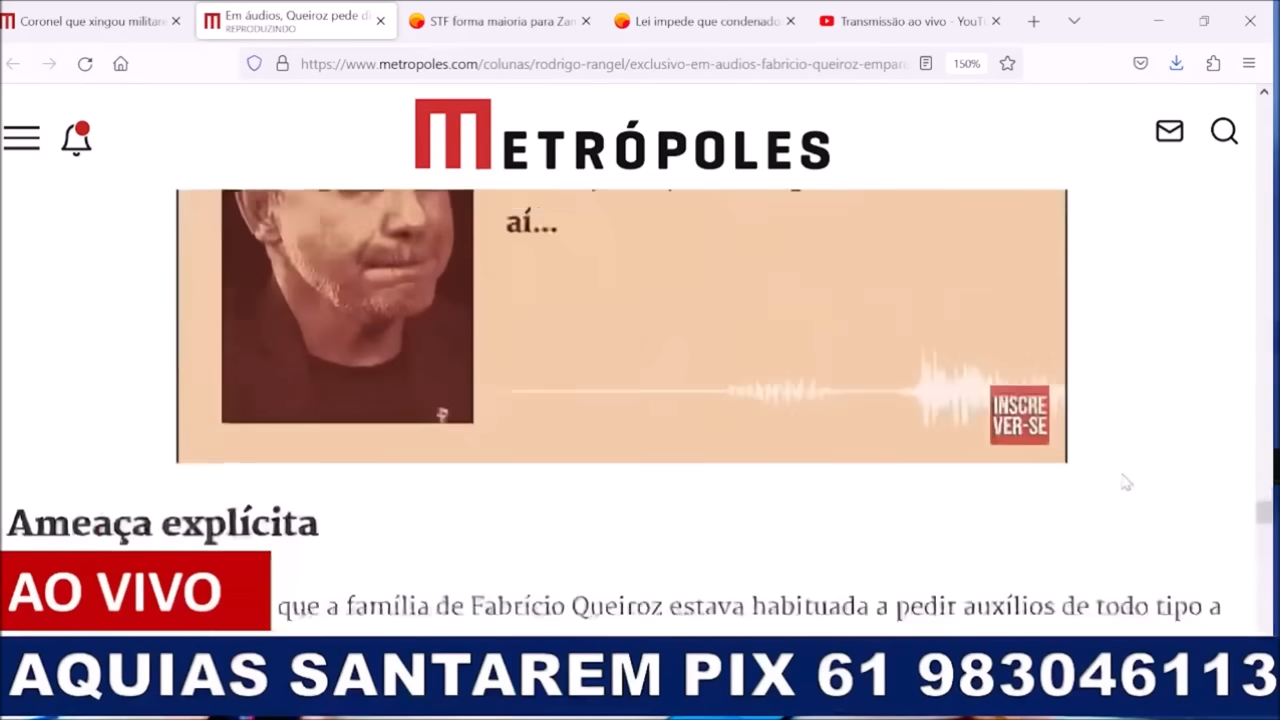 Coronel que xingou militare
Em áudios, Queiroz pede di
REPRODUZINDO
STF forma maioria para Zan
Lei impede que condenado
Transmissão ao vivo - YouTu
https://www.metropoles.com/colunas/rodrigo-rangel/exclusivo-em-audios-fabricio-queiroz-empar
150%
METRÓPOLES
aí...
INSCRE
VER-SE
Ameaça explícita
AO VIVO
que a família de Fabrício Queiroz estava habituada a pedir auxílios de todo tipo a
AQUIAS SANTAREM PIX 61 983046113